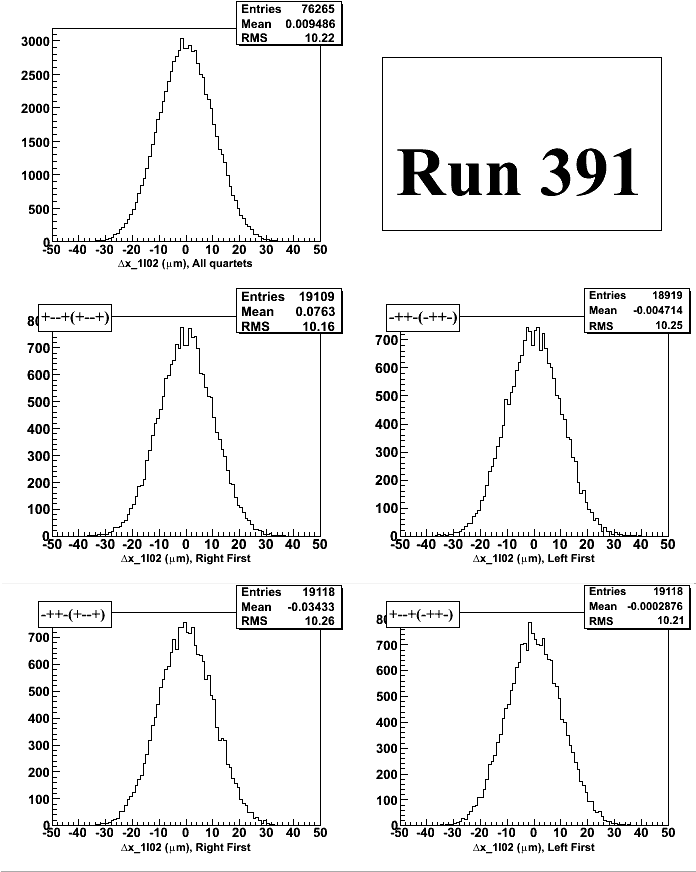 Entries 76265
Mean 0.009486
RMS 10.22
3000
2500
2000
1500
1000
500
0
-50 -40 -30 -20 -10 0 10 20 30 40 50
Δx_1I02 (μm), All quartets
Run 391
+--+(+--+)
Entries 19109
Mean 0.0763
RMS 10.16
700
600
500
400
300
200
100
0
-50 -40 -30 -20 -10 0 10 20 30 40 50
Δx_1I02 (μm), Right First
-++-(-++-)
Entries 18919
Mean -0.004714
RMS 10.25
700
600
500
400
300
200
100
0
-50 -40 -30 -20 -10 0 10 20 30 40 50
Δx_1I02 (μm), Left First
-++-(+--+)
Entries 19118
Mean -0.03433
RMS 10.26
700
600
500
400
300
200
100
0
-50 -40 -30 -20 -10 0 10 20 30 40 50
Δx_1I02 (μm), Right First
+--+(-++-)
Entries 19118
Mean -0.0002876
RMS 10.21
700
600
500
400
300
200
100
0
-50 -40 -30 -20 -10 0 10 20 30 40 50
Δx_1I02 (μm), Left First